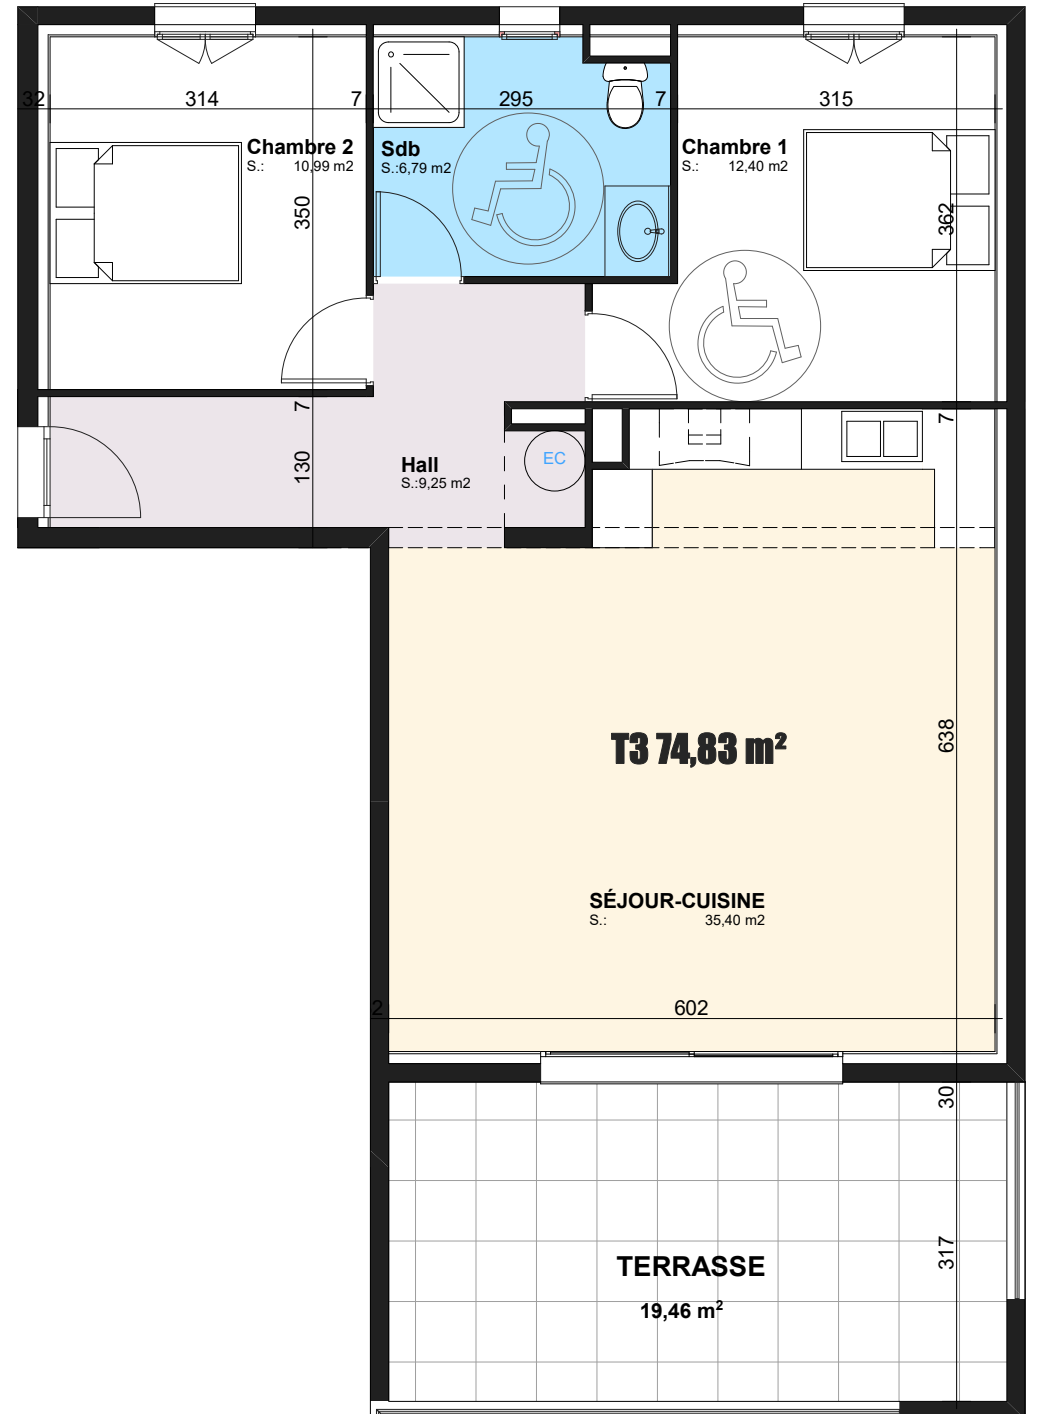 32
314
7
295
7
315
Chambre 2
S.: 10,99 m2
Sdb
S.:6,79 m2
Chambre 1
S.: 12,40 m2
350
362
7
7
130
Hall
S.:9,25 m2
EC
T3 74,83 m²
638
SÉJOUR-CUISINE
S.: 35,40 m2
2
602
30
317
TERRASSE
19,46 m²